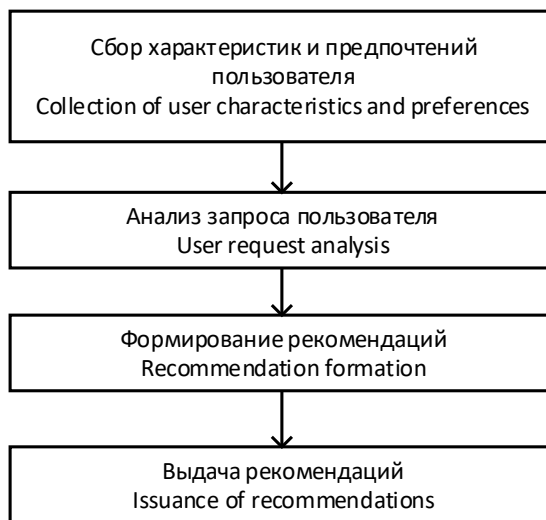 Сбор характеристик и предпочтений
пользователя
Collection of user characteristics and preferences
Анализ запроса пользователя
User request analysis
Формирование рекомендаций
Recommendation formation
Выдача рекомендаций
Issuance of recommendations